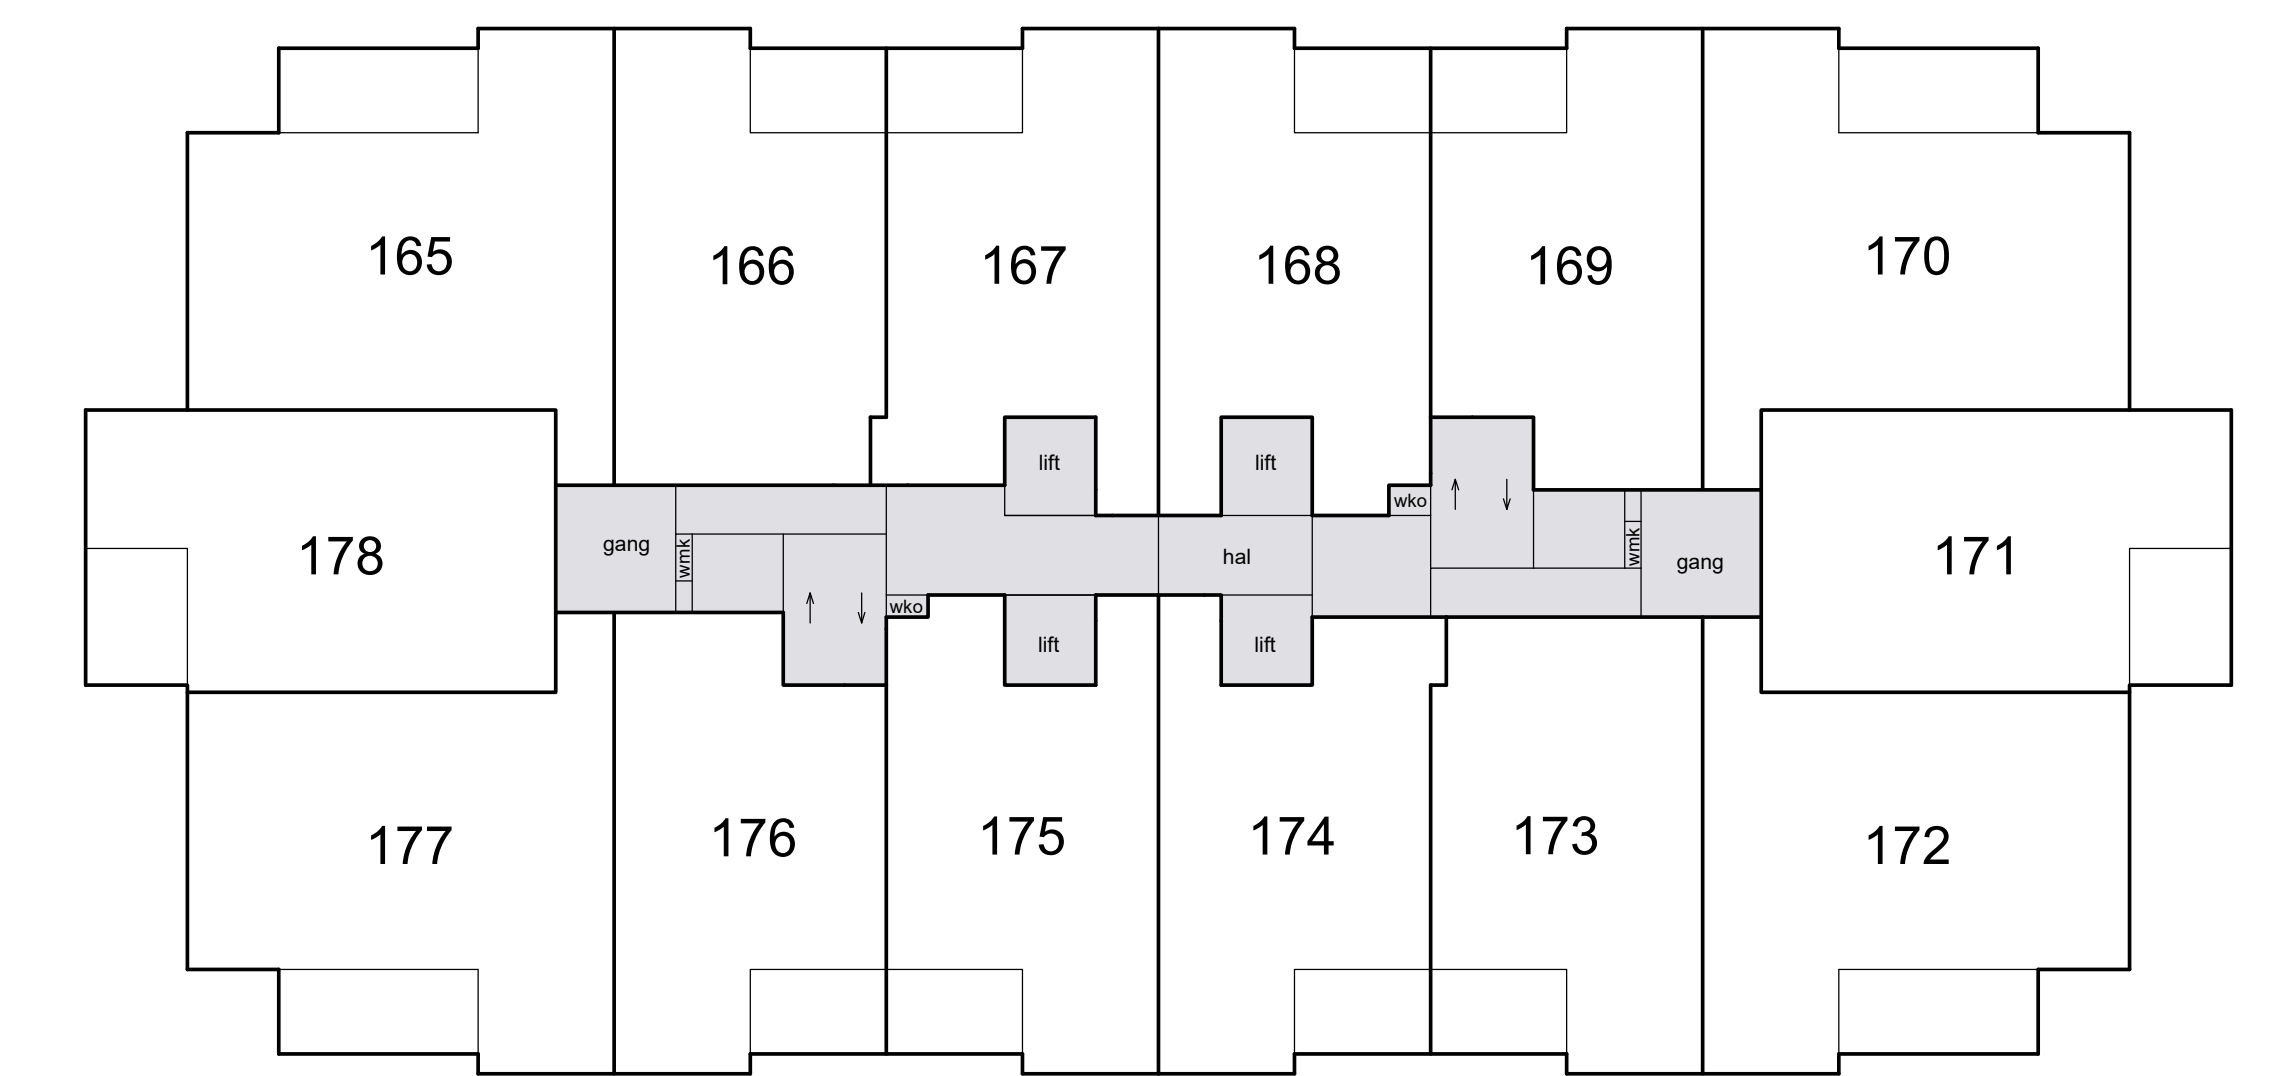 165
166
167
168
169
170
lift
lift
wko
gang
wmk
hal
wmk
gang
178
171
wko
lift
lift
177
176
175
174
173
172